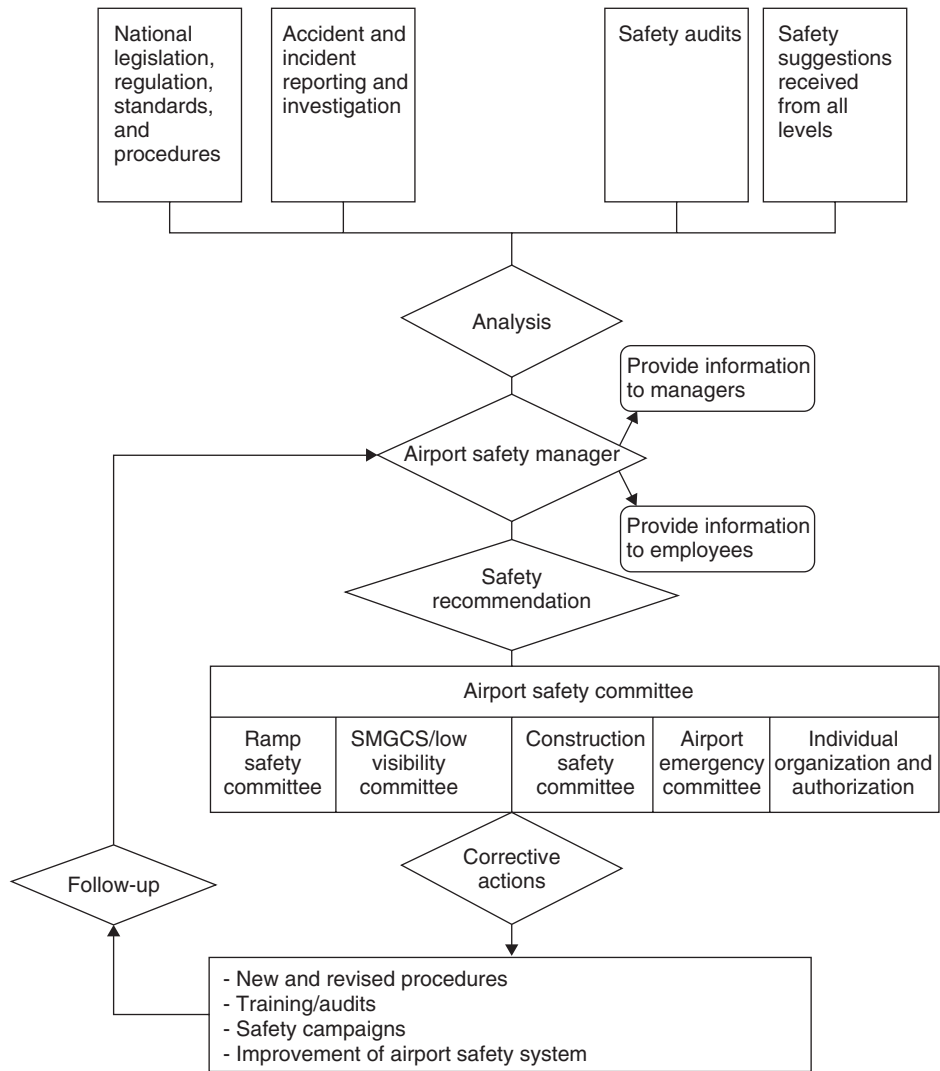 National
legislation,
regulation,
standards,
and
procedures
Accident and
incident
reporting and
investigation
Safety audits
Safety
suggestions
received
from all
levels
Analysis
Provide information
to managers
Airport safety manager
Provide information
to employees
Safety
recommendation
Airport safety committee
Ramp
safety
committee
SMGCS/low
visibility
committee
Construction
safety
committee
Airport
emergency
committee
Individual
organization and
authorization
Corrective
actions
Follow-up
- New and revised procedures
- Training/audits
- Safety campaigns
- Improvement of airport safety system